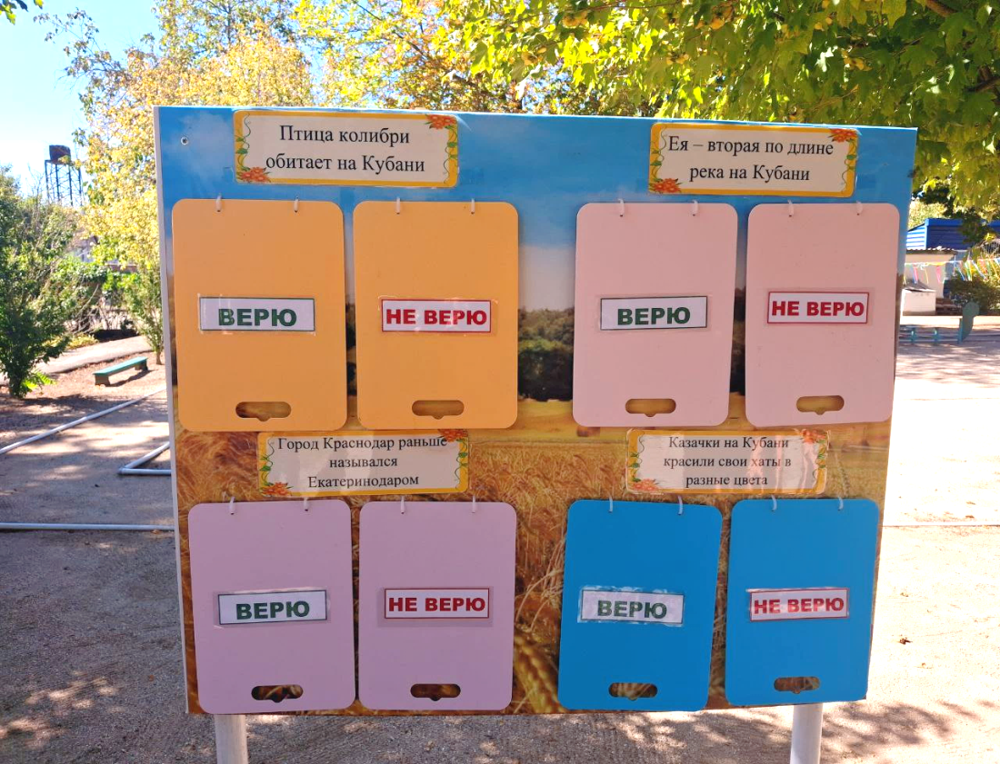 Птица колибри
обитает на Кубани
Ея – вторая по длине
река на Кубани
ВЕРЮ
НЕ ВЕРЮ
ВЕРЮ
НЕ ВЕРЮ
Город Краснодар раньше
назывался
Екатеринодаром
Казачки на Кубани
красили свои хаты в
разные цвета
ВЕРЮ
НЕ ВЕРЮ
ВЕРЮ
НЕ ВЕРЮ